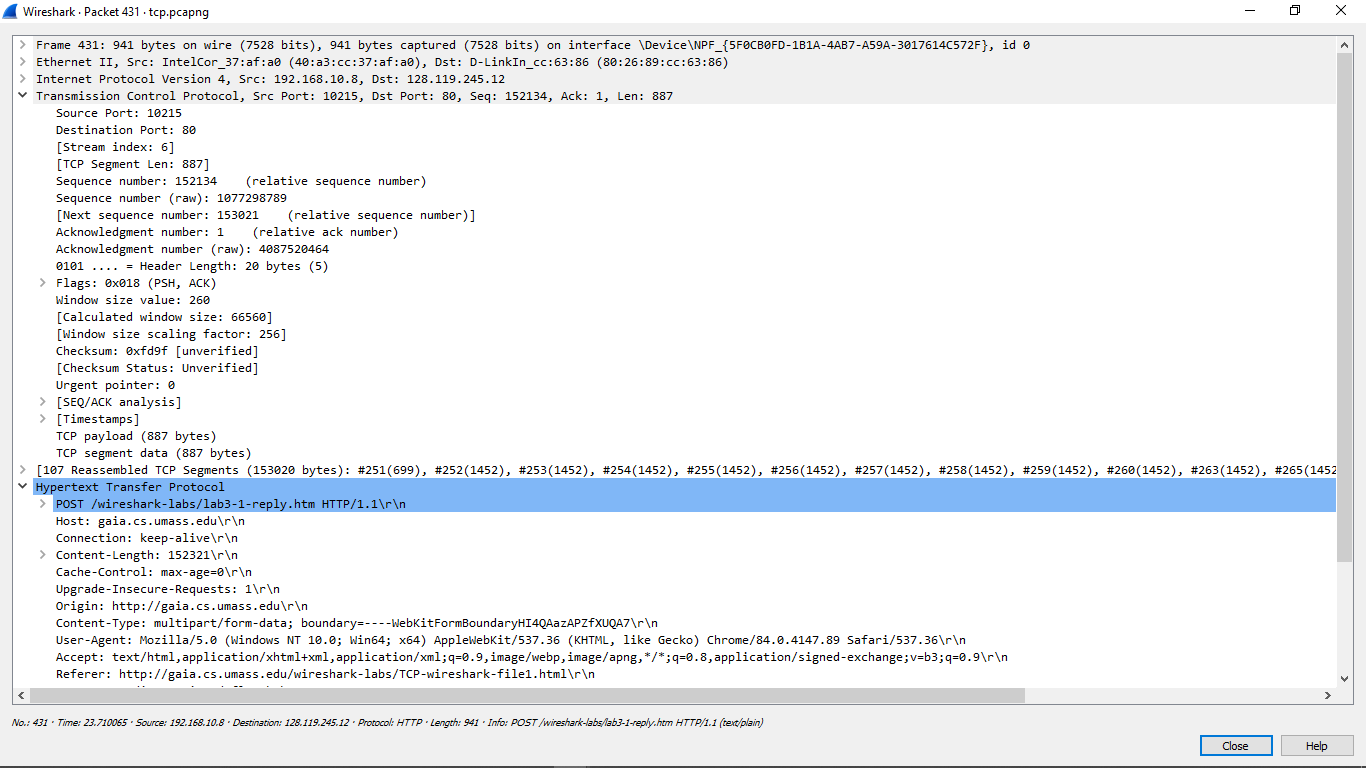 Wireshark · Packet 431 · tcp.pcapng
Frame 431: 941 bytes on wire (7528 bits), 941 bytes captured (7528 bits) on interface \Device\NPF_{5F0CB0FD-1B1A-4AB7-A59A-3017614C572F}, id 0
Ethernet II, Src: IntelCor_37:af:a0 (40:a3:cc:37:af:a0), Dst: D-LinkIn_cc:63:86 (80:26:89:cc:63:86)
Internet Protocol Version 4, Src: 192.168.10.8, Dst: 128.119.245.12
Transmission Control Protocol, Src Port: 10215, Dst Port: 80, Seq: 152134, Ack: 1, Len: 887
Source Port: 10215
Destination Port: 80
[Stream index: 6]
[TCP Segment Len: 887]
Sequence number: 152134    (relative sequence number)
Sequence number (raw): 1077298789
[Next sequence number: 153021    (relative sequence number)]
Acknowledgment number: 1    (relative ack number)
Acknowledgment number (raw): 4087520464
0101 .... = Header Length: 20 bytes (5)
Flags: 0x018 (PSH, ACK)
Window size value: 260
[Calculated window size: 66560]
[Window size scaling factor: 256]
Checksum: 0xfd9f [unverified]
[Checksum Status: Unverified]
Urgent pointer: 0
[SEQ/ACK analysis]
[Timestamps]
TCP payload (887 bytes)
TCP segment data (887 bytes)
[107 Reassembled TCP Segments (153020 bytes): #251(699), #252(1452), #253(1452), #254(1452), #255(1452), #256(1452), #257(1452), #258(1452), #259(1452), #260(1452), #263(1452), #265(1452
Hypertext Transfer Protocol
POST /wireshark-labs/lab3-1-reply.htm HTTP/1.1\r\n
Host: gaia.cs.umass.edu\r\n
Connection: keep-alive\r\n
Content-Length: 152321\r\n
Cache-Control: max-age=0\r\n
Upgrade-Insecure-Requests: 1\r\n
Origin: http://gaia.cs.umass.edu\r\n
Content-Type: multipart/form-data; boundary=----WebKitFormBoundaryHI4QAazAPZfXUQA7\r\n
User-Agent: Mozilla/5.0 (Windows NT 10.0; Win64; x64) AppleWebKit/537.36 (KHTML, like Gecko) Chrome/84.0.4147.89 Safari/537.36\r\n
Accept: text/html,application/xhtml+xml,application/xml;q=0.9,image/webp,image/apng,*/*;q=0.8,application/signed-exchange;v=b3;q=0.9\r\n
Referer: http://gaia.cs.umass.edu/wireshark-labs/TCP-wireshark-file1.html\r\n
No.: 431 · Time: 23.710065 · Source: 192.168.10.8 · Destination: 128.119.245.12 · Protocol: HTTP · Length: 941 · Info: POST /wireshark-labs/lab3-1-reply.htm HTTP/1.1 (text/plain)
Close
Help